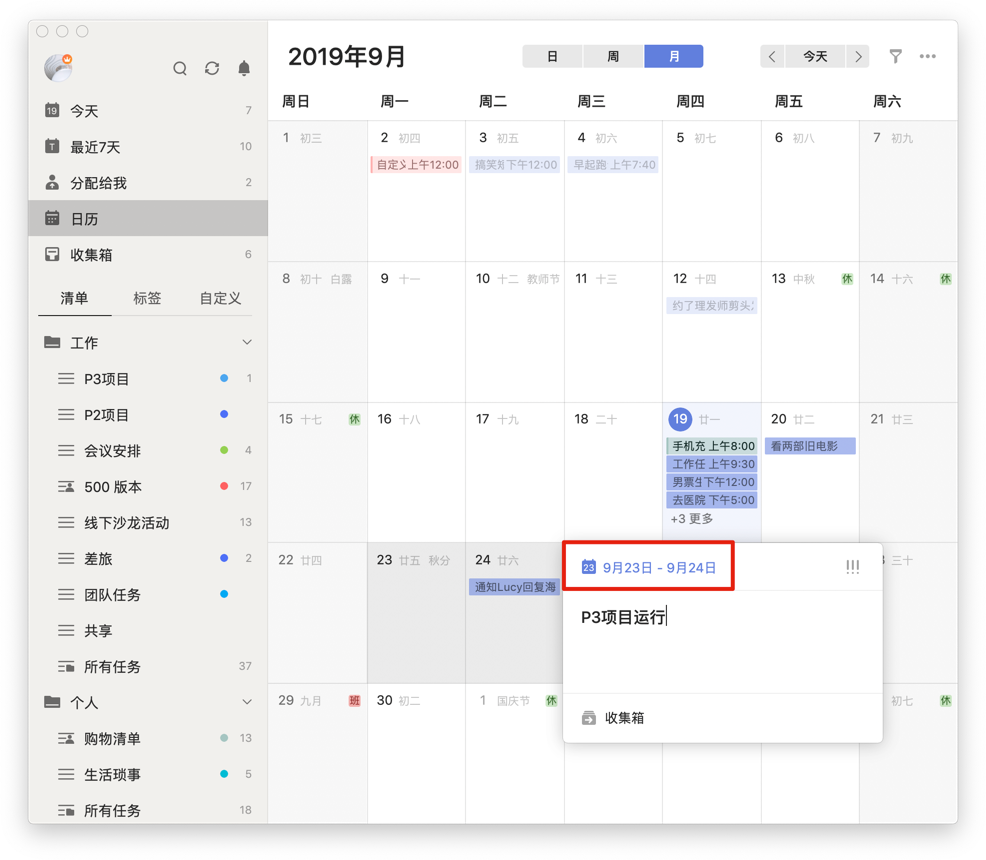 2019年9月
日 周 月
今天
19 今天 7
T 最近7天 10
分配给我 2
日历
收集箱 6
清单 标签 自定义
工作
P3项目 1
P2项目
会议安排 4
500 版本 17
线下沙龙活动 13
差旅 2
团队任务
共享
所有任务 37
个人
购物清单 13
生活琐事 5
所有任务 18
周日 周一 周二 周三 周四 周五 周六
1 初三 2 初四 3 初五 4 初六 5 初七 6 初八 7 初九
自定义上午12:00 搞笑短下午12:00 早起跑 上午7:40
8 初十 白露 9 十一 10 十二 教师节 11 十三 12 十四 13 中秋 休 14 十六 休
约了理发师剪头
15 十七 休 16 十八 17 十九 18 二十 19 廿一 20 廿二 21 廿三
手机充 上午8:00 看两部旧电影
工作任 上午9:30
男票生下午12:00
去医院 下午5:00
+3 更多
22 廿四 23 廿五 秋分 24 廿六 三十
通知Lucy回复海
23 9月23日 - 9月24日
P3项目运行
收集箱
29 九月 班 30 初二 1 国庆节 休 初七 休